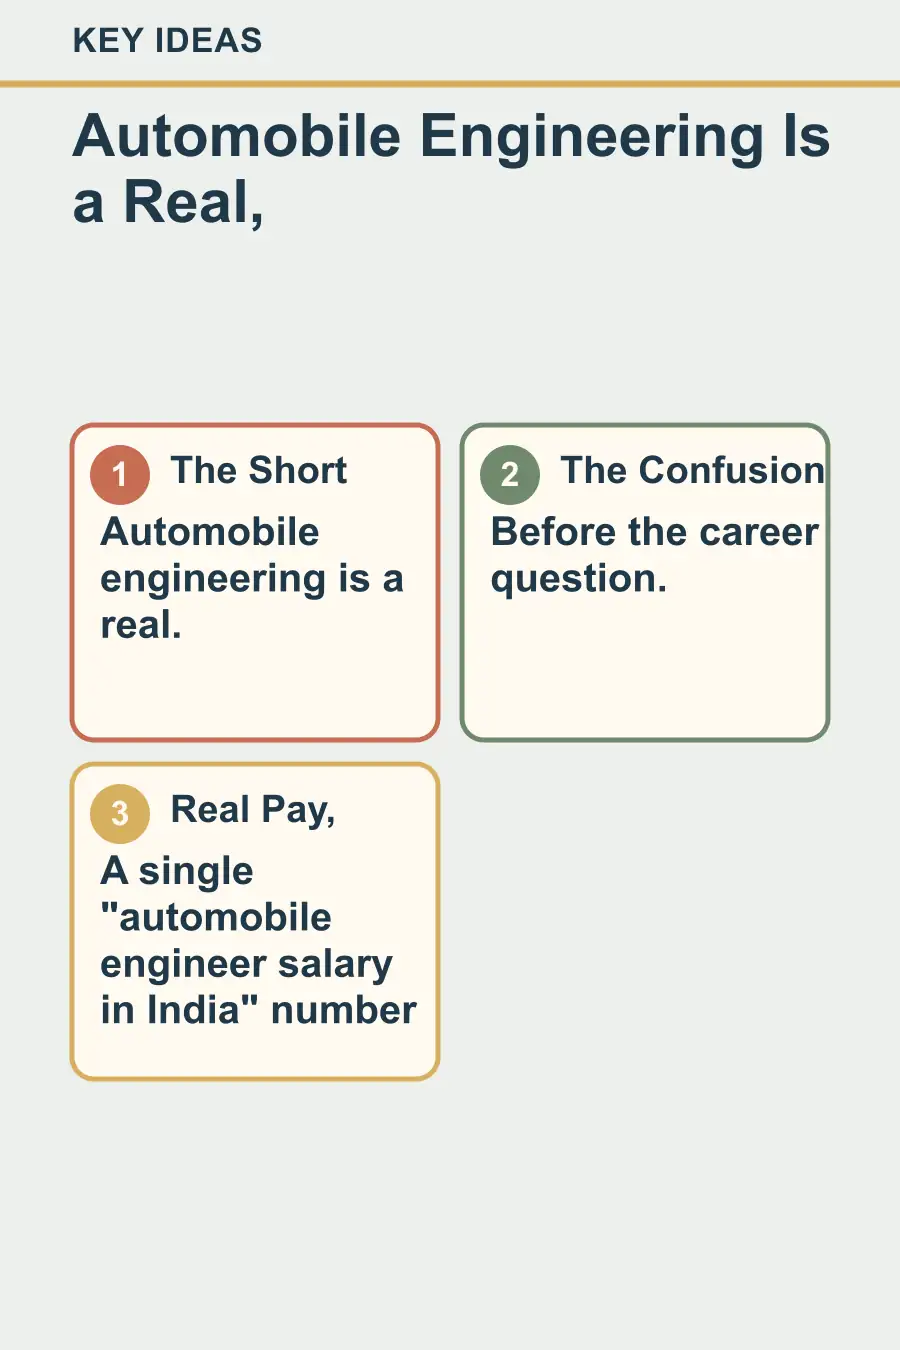 KEY IDEAS
Automobile Engineering Is
a Real,
1 The Short
Automobile
engineering is a
real.
2 The Confusion
Before the career
question.
3 Real Pay,
A single
"automobile
engineer salary
in India" number